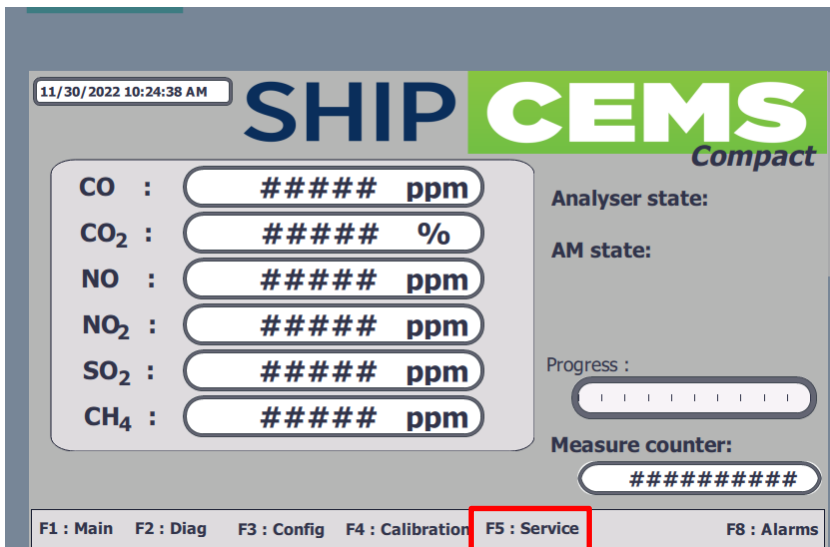 11/30/2022 10:24:38 AM
SHIP CEMS
Compact
CO : ##### ppm
CO₂ : ##### %
NO : ##### ppm
NO₂ : ##### ppm
SO₂ : ##### ppm
CH₄ : ##### ppm
Analyser state:
AM state:
Progress :
Measure counter:
##########
F1 : Main F2 : Diag F3 : Config F4 : Calibration F5 : Service F8 : Alarms